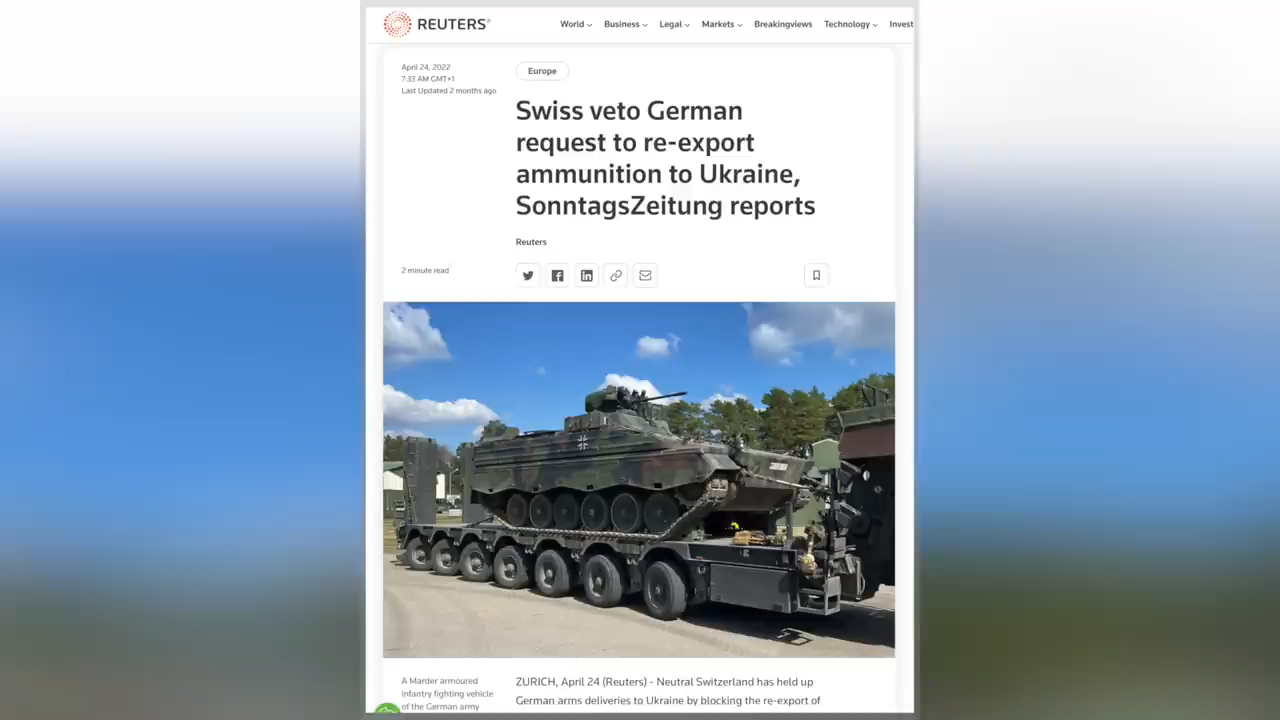 REUTERS
World Business Legal Markets Breakingviews Technology Invest
April 24, 2022
7:33 AM GMT+1
Last Updated 2 months ago
Europe
Swiss veto German
request to re-export
ammunition to Ukraine,
SonntagsZeitung reports
Reuters
2 minute read
A Marder armoured
infantry fighting vehicle
of the German army
ZURICH, April 24 (Reuters) - Neutral Switzerland has held up
German arms deliveries to Ukraine by blocking the re-export of